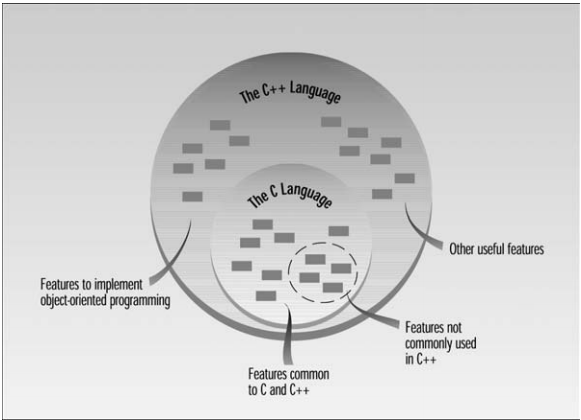 The C++ Language
The C Language
Other useful features
Features to implement
object-oriented programming
Features not
commonly used
in C++
Features common
to C and C++